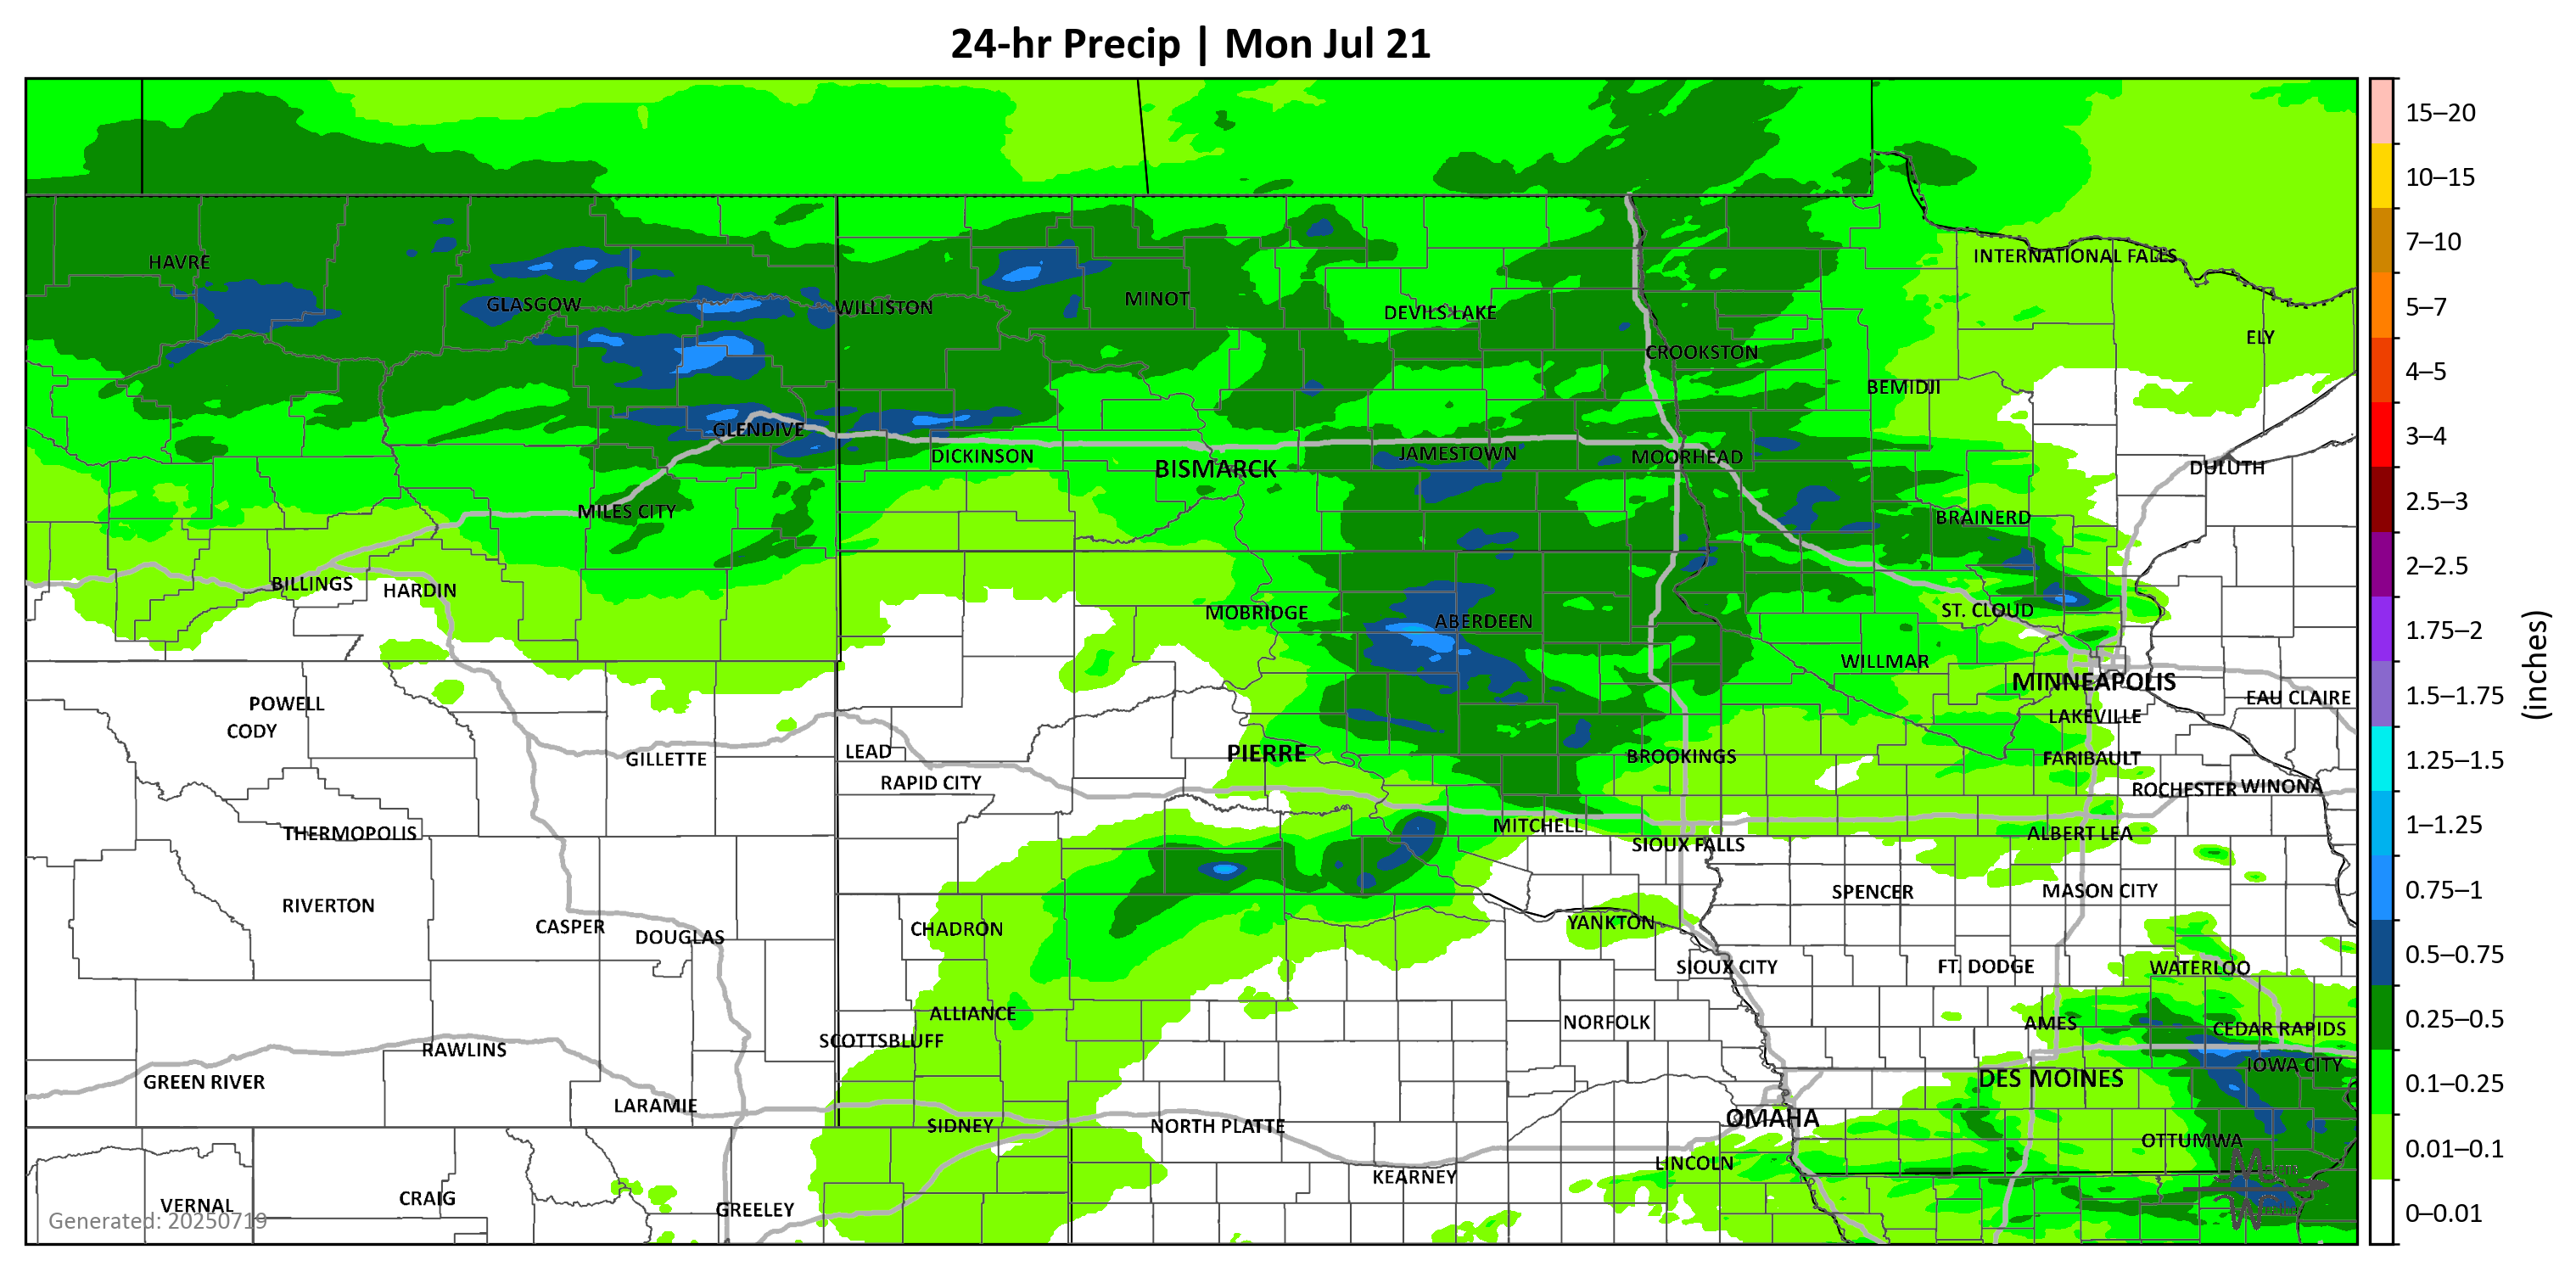 24-hr Precip | Mon Jul 21
15–20
10–15
7–10
5–7
4–5
3–4
2.5–3
2–2.5
1.75–2
1.5–1.75
1.25–1.5
1–1.25
0.75–1
0.5–0.75
0.25–0.5
0.1–0.25
0.01–0.1
0–0.01
(inches)
HAVRE
INTERNATIONAL FALLS
GLASGOW
WILLISTON
MINOT
DEVILS LAKE
ELY
CROOKSTON
BEMIDJI
GLENDIVE
DICKINSON
BISMARCK
JAMESTOWN
MOORHEAD
DULUTH
MILES CITY
BRAINERD
BILLINGS
HARDIN
MOBRIDGE
ABERDEEN
ST. CLOUD
WILLMAR
MINNEAPOLIS
POWELL
EAU CLAIRE
CODY
LAKEVILLE
GILLETTE
LEAD
PIERRE
BROOKINGS
FARIBAULT
RAPID CITY
ROCHESTER
WINONA
THERMOPOLIS
MITCHELL
ALBERT LEA
SIOUX FALLS
RIVERTON
SPENCER
MASON CITY
CASPER
DOUGLAS
CHADRON
YANKTON
SIOUX CITY
FT. DODGE
WATERLOO
ALLIANCE
NORFOLK
AMES
CEDAR RAPIDS
SCOTTSBLUFF
RAWLINS
IOWA CITY
GREEN RIVER
DES MOINES
LARAMIE
SIDNEY
NORTH PLATTE
OMAHA
OTTUMWA
LINCOLN
KEARNEY
VERNAL
CRAIG
GREELEY
Generated: 20250719